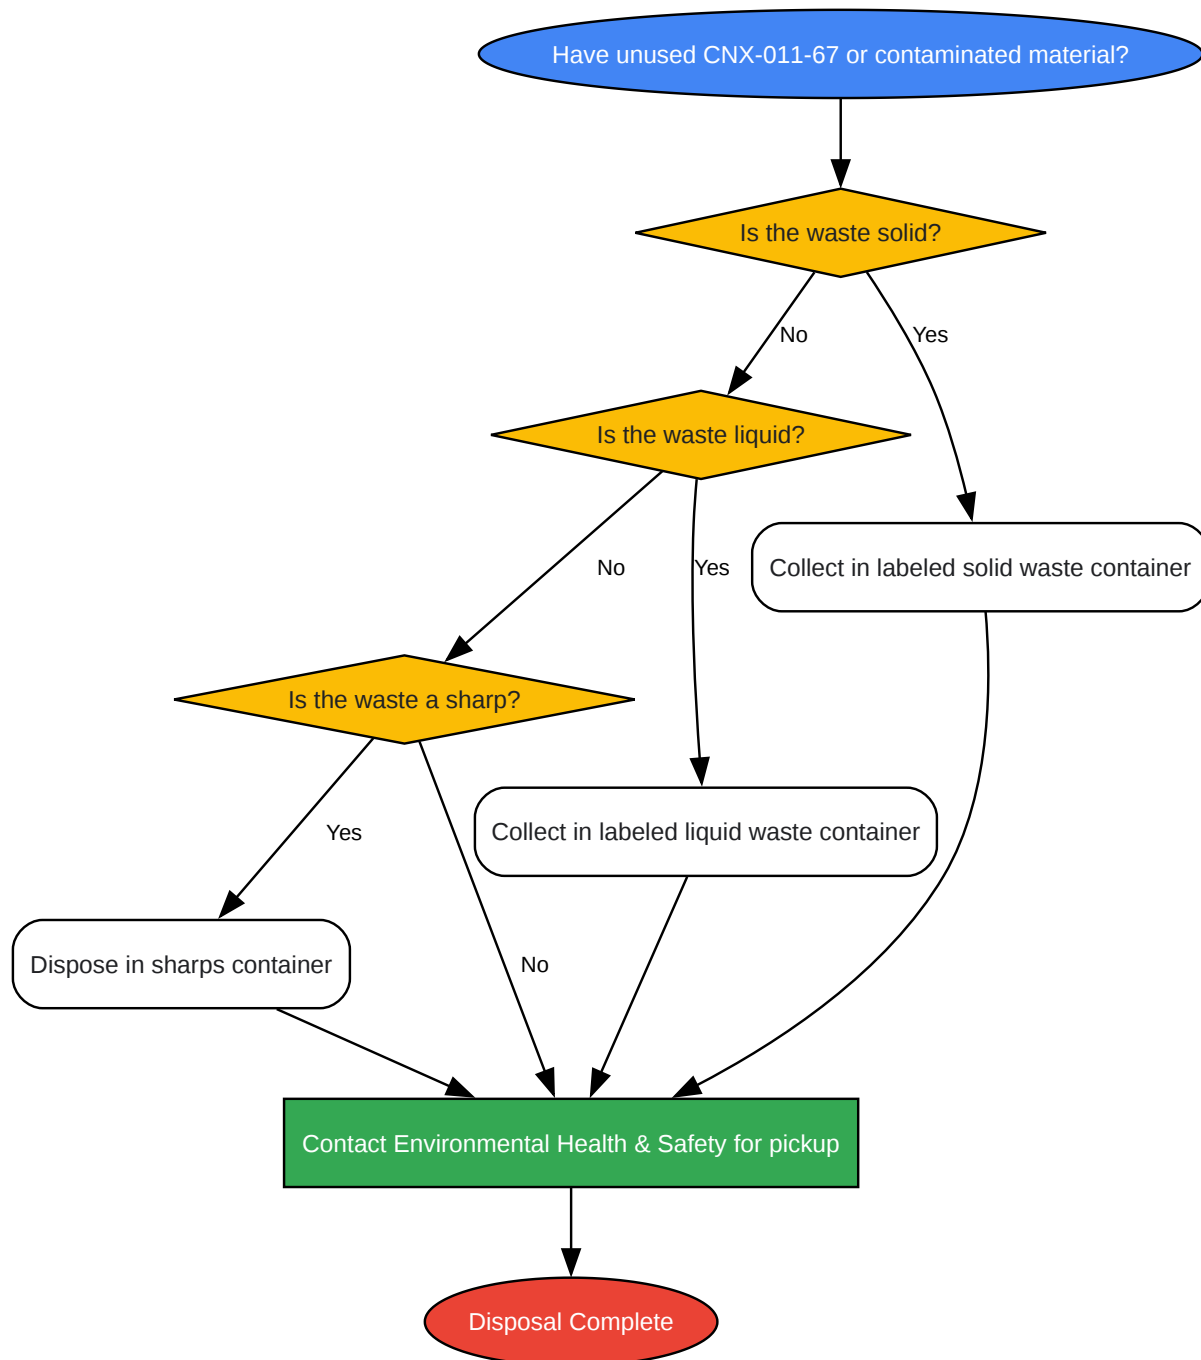 Have unused CNX-011-67 or contaminated material?
Is the waste solid?
No
Yes
Is the waste liquid?
Collect in labeled solid waste container
No
Yes
Is the waste a sharp?
Yes
Collect in labeled liquid waste container
Dispose in sharps container
No
Contact Environmental Health & Safety for pickup
Disposal Complete